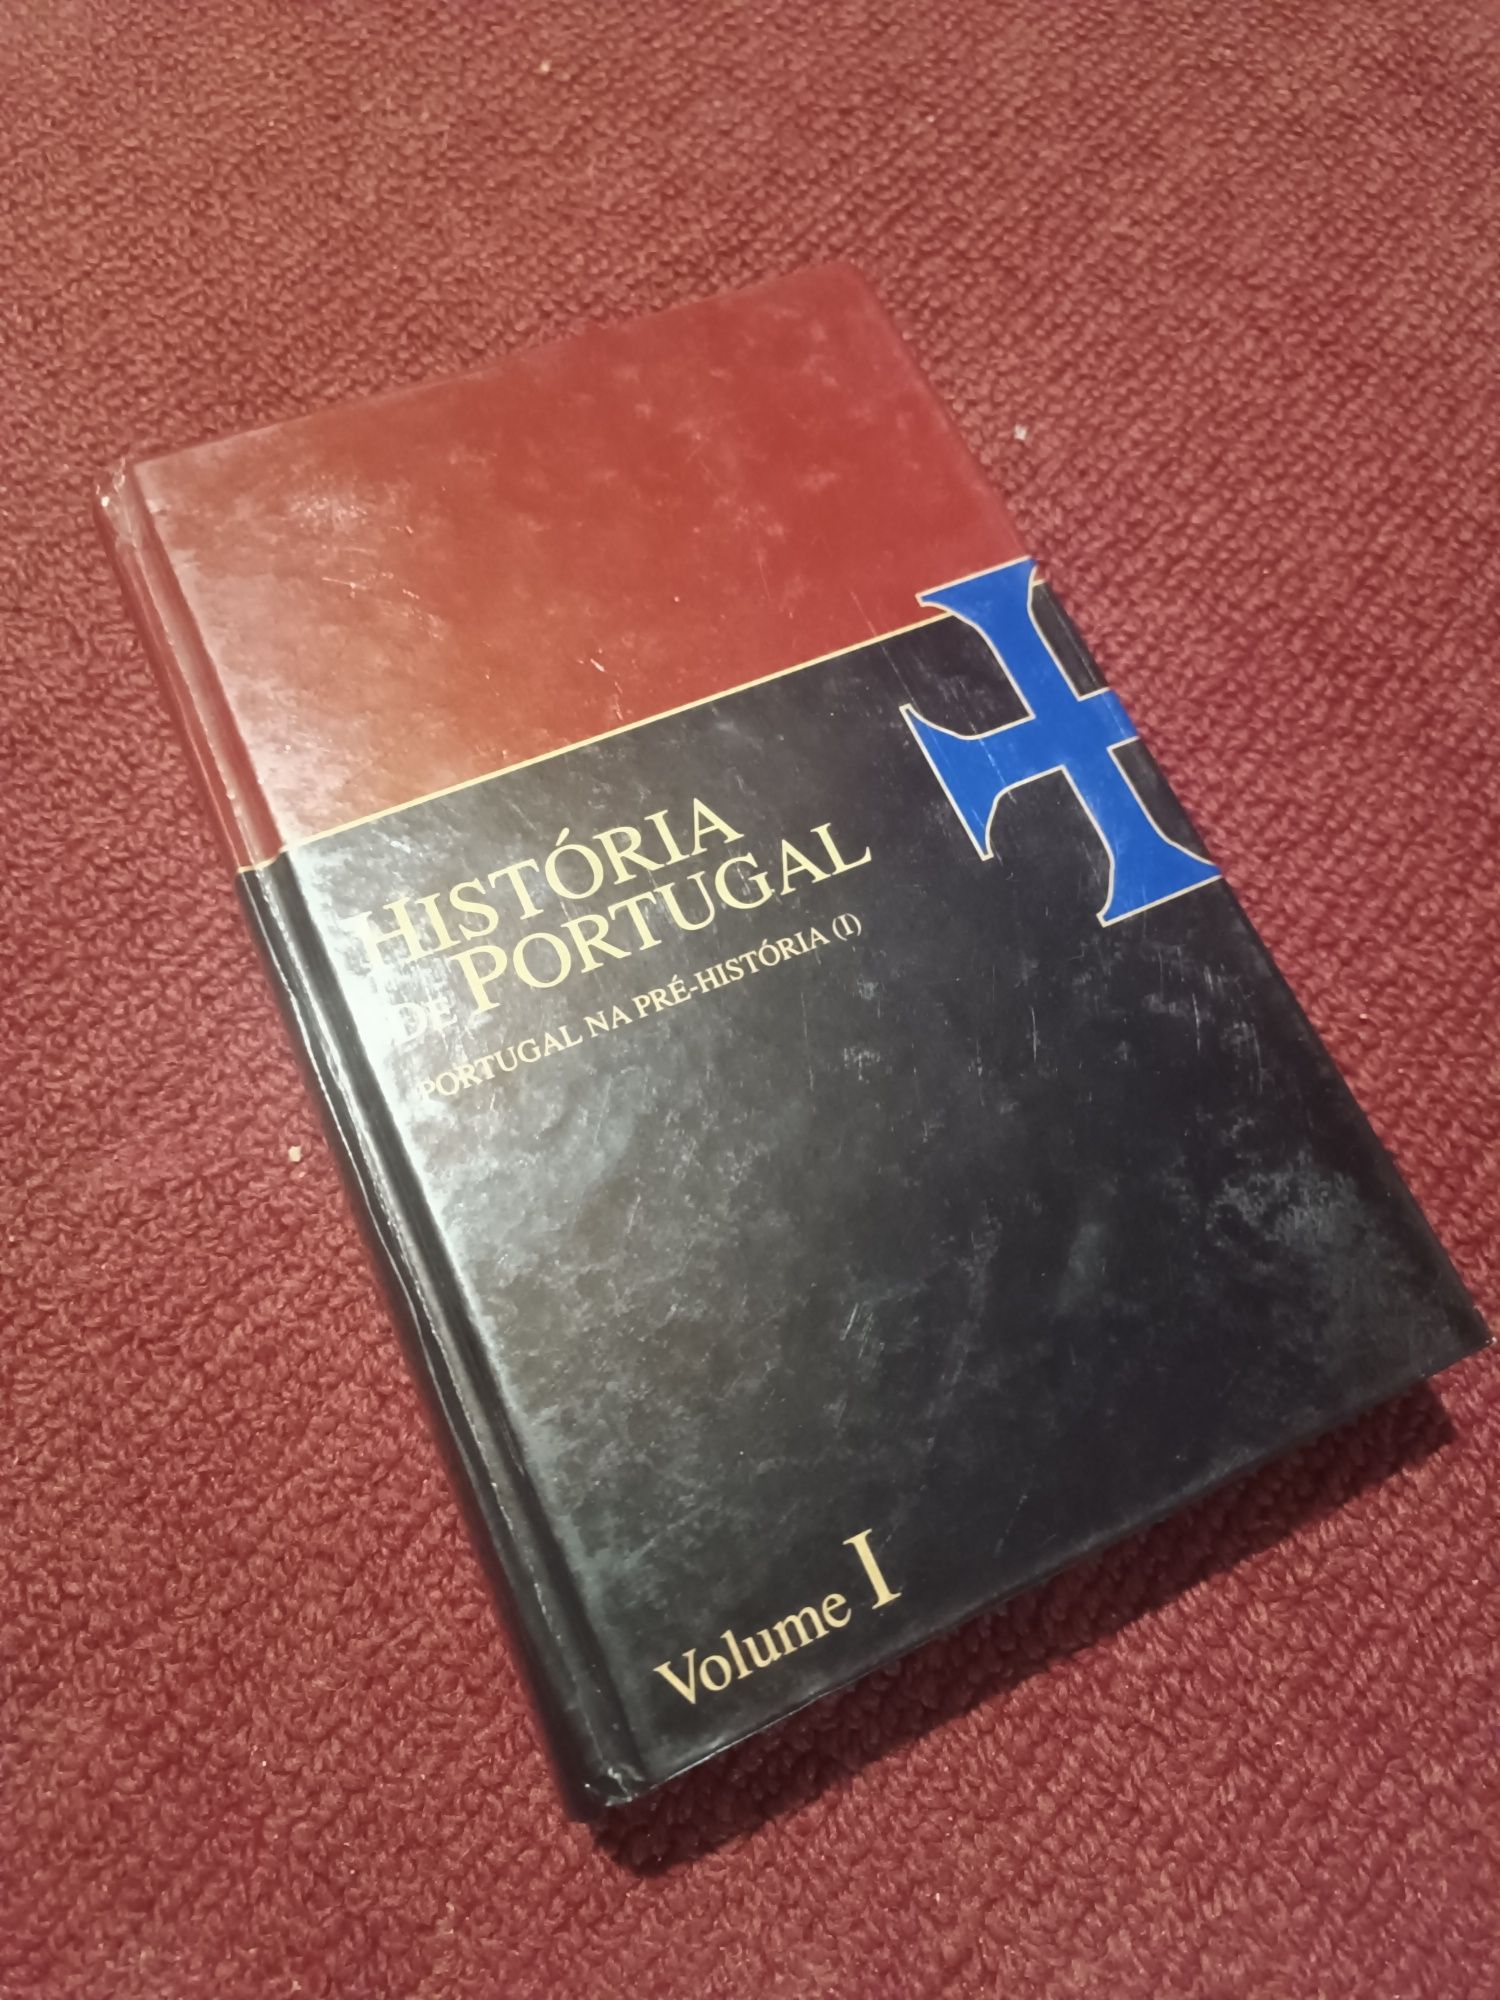 HISTÓRIA
DE PORTUGAL
PORTUGAL NA PRÉ-HISTÓRIA (I)
Volume I